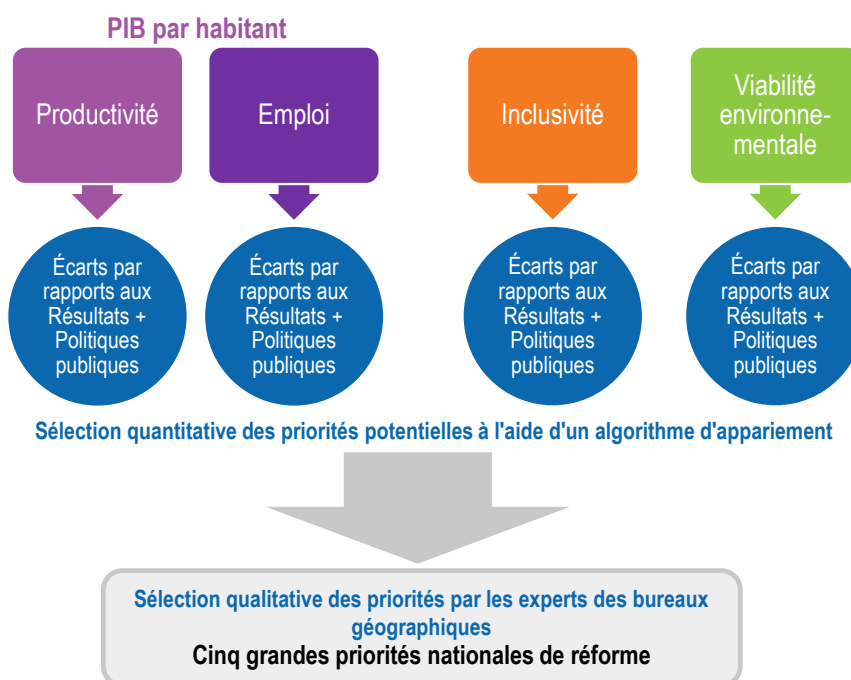 PIB par habitant
Productivité
Emploi
Inclusivité
Viabilité
environne-
mentale
Écarts par
rapports aux
Résultats +
Politiques
publiques
Écarts par
rapports aux
Résultats +
Politiques
publiques
Écarts par
rapports aux
Résultats +
Politiques
publiques
Écarts par
rapports aux
Résultats +
Politiques
publiques
Sélection quantitative des priorités potentielles à l'aide d'un algorithme d'appariement
Sélection qualitative des priorités par les experts des bureaux
géographiques
Cinq grandes priorités nationales de réforme